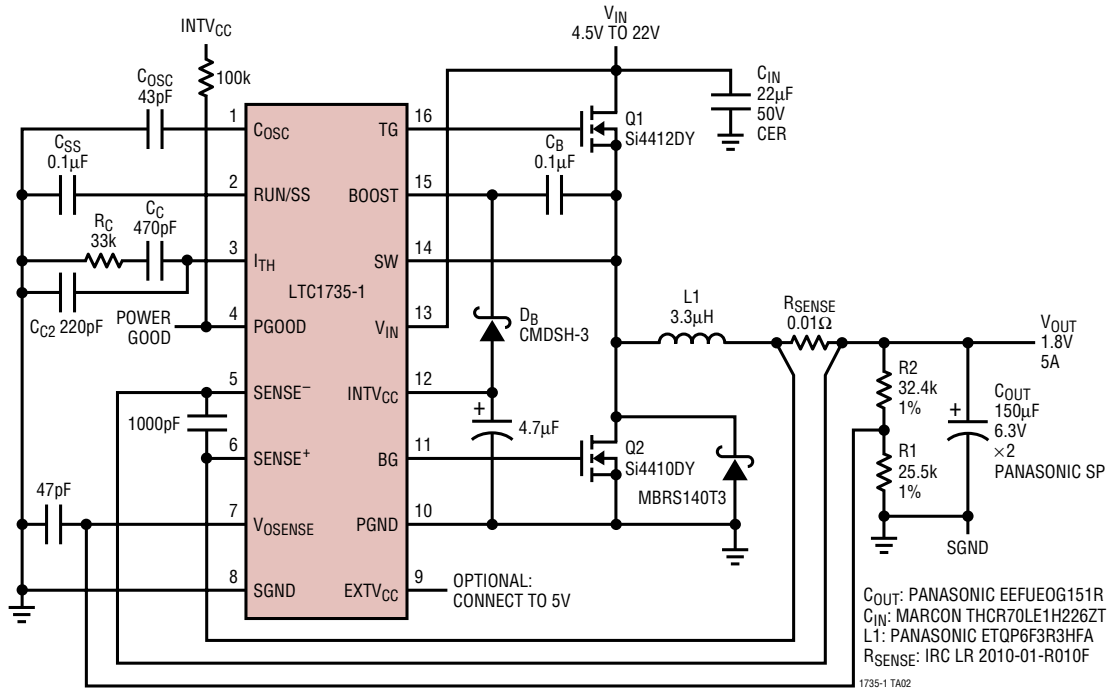 INTVCC
100k
COSC
43pF
CSS
0.1µF
RC
33k
CC
470pF
CC2 220pF
POWER
GOOD
1000pF
47pF
1
2
3
4
5
6
7
8
COSC
RUN/SS
ITH
PGOOD
SENSE–
SENSE+
VOSENSE
SGND
LTC1735-1
TG
BOOST
SW
VIN
INTVCC
BG
PGND
EXTVCC
16
15
14
13
12
11
10
9
OPTIONAL:
CONNECT TO 5V
VIN
4.5V TO 22V
CIN
22µF
50V
CER
Q1
Si4412DY
CB
0.1µF
DB
CMDSH-3
+
4.7µF
Q2
Si4410DY
MBRS140T3
L1
3.3µH
RSENSE
0.01Ω
VOUT
1.8V
5A
R2
32.4k
1%
R1
25.5k
1%
+
COUT
150µF
6.3V
×2
PANASONIC SP
SGND
COUT: PANASONIC EEFUEOG151R
CIN: MARCON THCR70LE1H226ZT
L1: PANASONIC ETQP6F3R3HFA
RSENSE: IRC LR 2010-01-R010F
1735-1 TA02